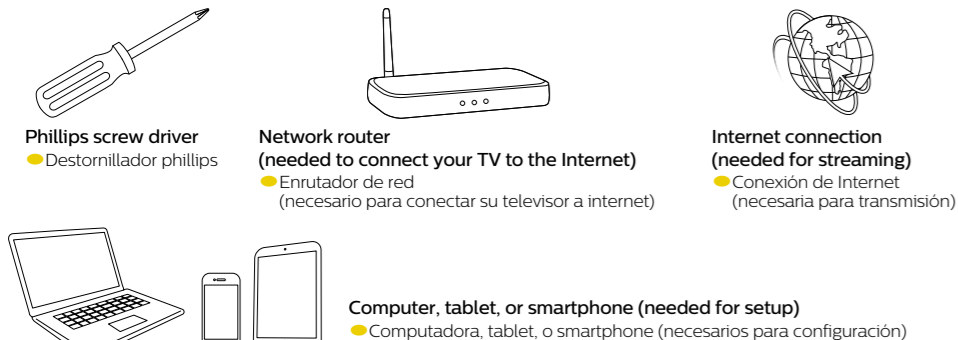 Phillips screw driver
Destornillador phillips
Network router
(needed to connect your TV to the Internet)
Enrutador de red
(necesario para conectar su televisor a internet)
Internet connection
(needed for streaming)
Conexión de Internet
(necesaria para transmisión)
Computer, tablet, or smartphone (needed for setup)
Computadora, tablet, o smartphone (necesarios para configuración)